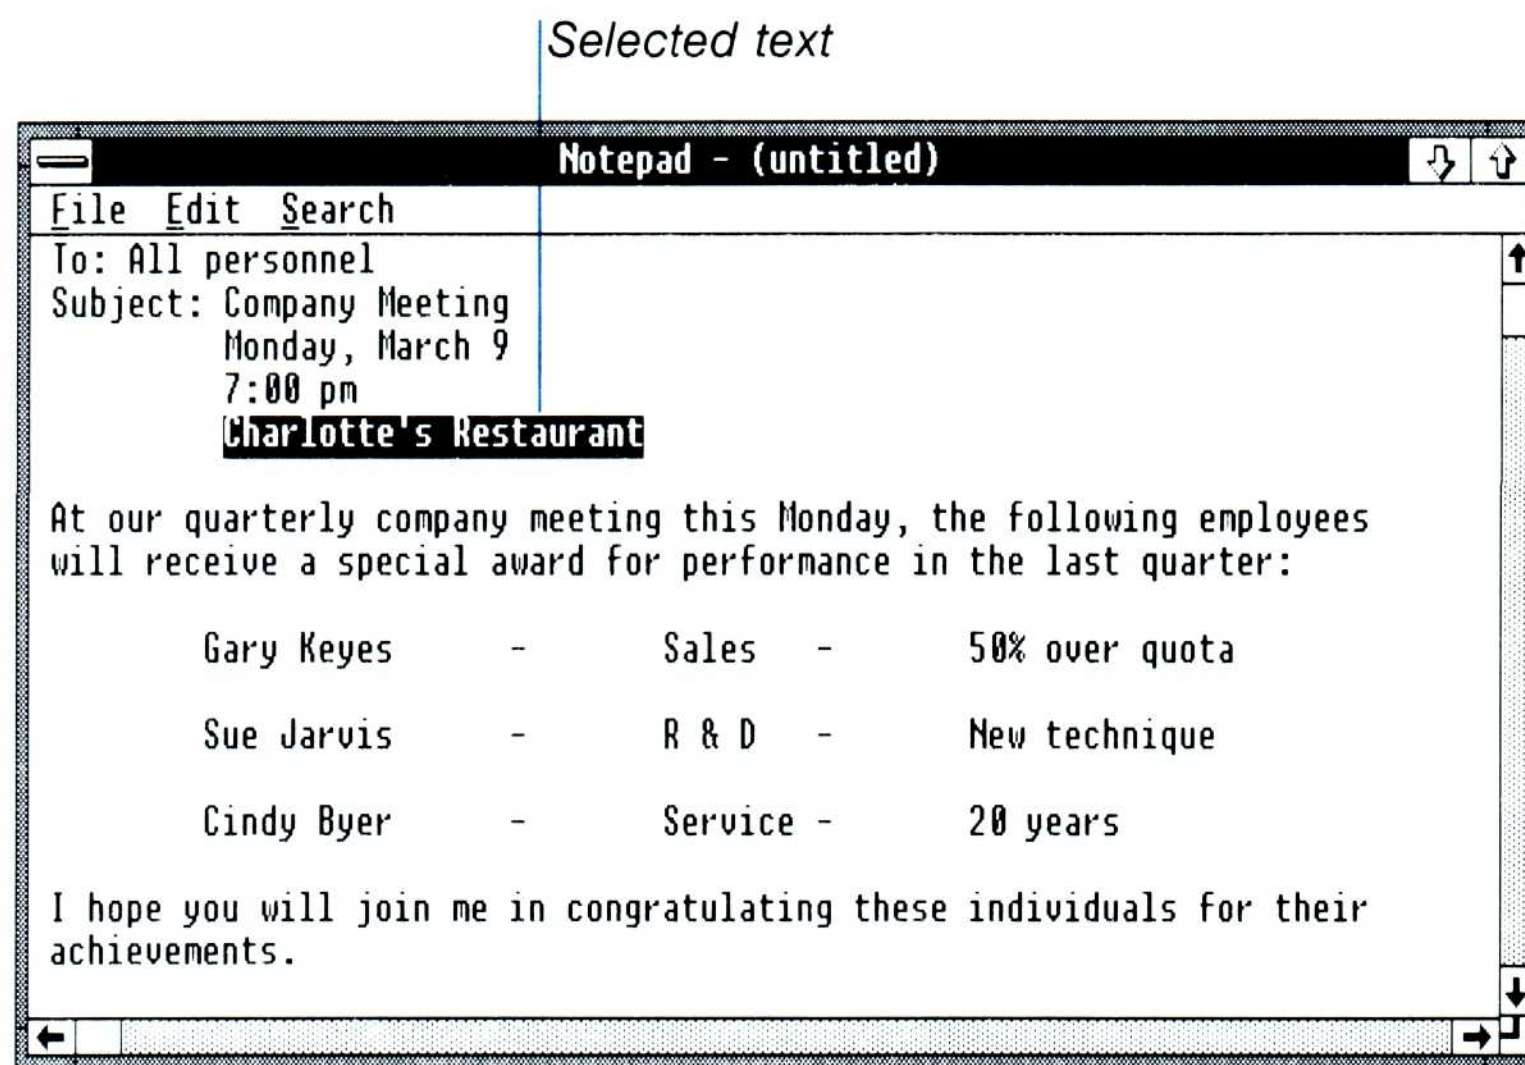 Selected text
Notepad - (untitled)
File Edit Search
To: All personnel
Subject: Company Meeting
Monday, March 9
7:00 pm
Charlotte's Restaurant
At our quarterly company meeting this Monday, the following employees
will receive a special award for performance in the last quarter:
Gary Keyes - Sales - 50% over quota
Sue Jarvis - R & D - New technique
Cindy Byer - Service - 20 years
I hope you will join me in congratulating these individuals for their
achievements.